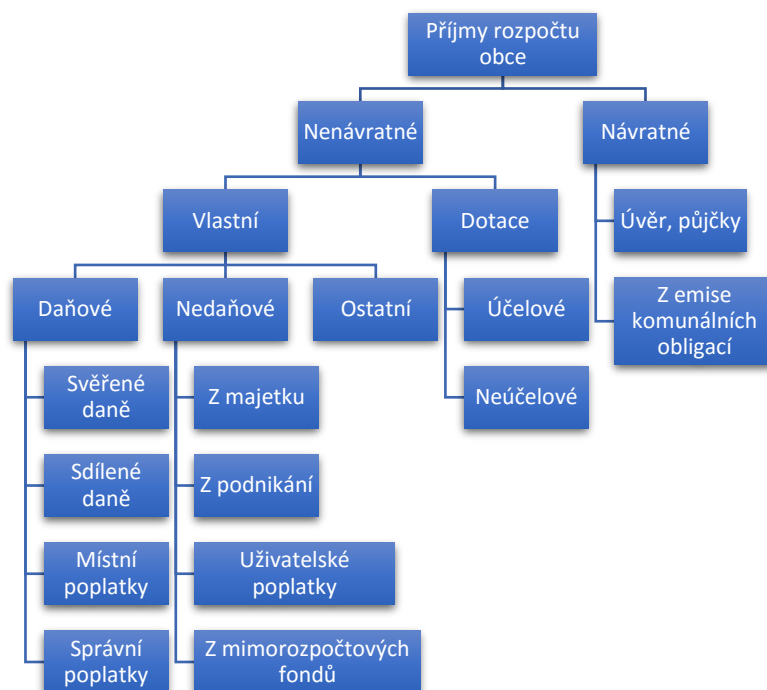 Příjmy rozpočtu
obce
Nenávratné
Návratné
Vlastní
Dotace
Úvěr, půjčky
Daňové
Nedaňové
Ostatní
Účelové
Z emise
komunálních
obligací
Svěřené
daně
Z majetku
Neúčelové
Sdílené
daně
Z podnikání
Místní
poplatky
Uživatelské
poplatky
Správní
poplatky
Z mimorozpočtových
fondů